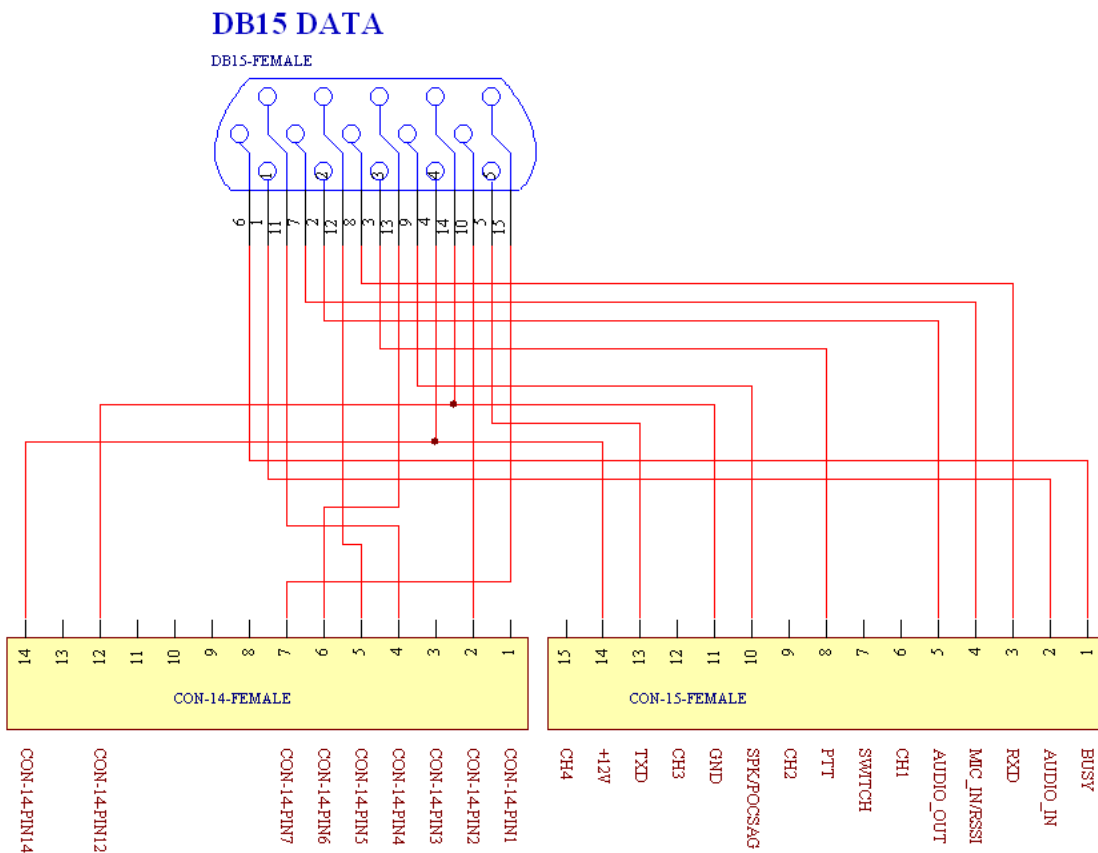 DB15 DATA
DB15-FEMALE
1
2
3
4
5
6
1
11
7
2
12
8
3
13
9
4
14
10
5
15
14
13
12
11
10
9
8
7
6
5
4
3
2
1
CON-14-FEMALE
CON-14-PIN14
CON-14-PIN12
CON-14-PIN7
CON-14-PIN6
CON-14-PIN5
CON-14-PIN4
CON-14-PIN3
CON-14-PIN2
CON-14-PIN1
15
14
13
12
11
10
9
8
7
6
5
4
3
2
1
CON-15-FEMALE
CH4
+12V
TXD
CH3
GND
SPK/POCSAG
CH2
PTT
SWITCH
CH1
AUDIO_OUT
MIC_IN/RSSI
RXD
AUDIO_IN
BUSY